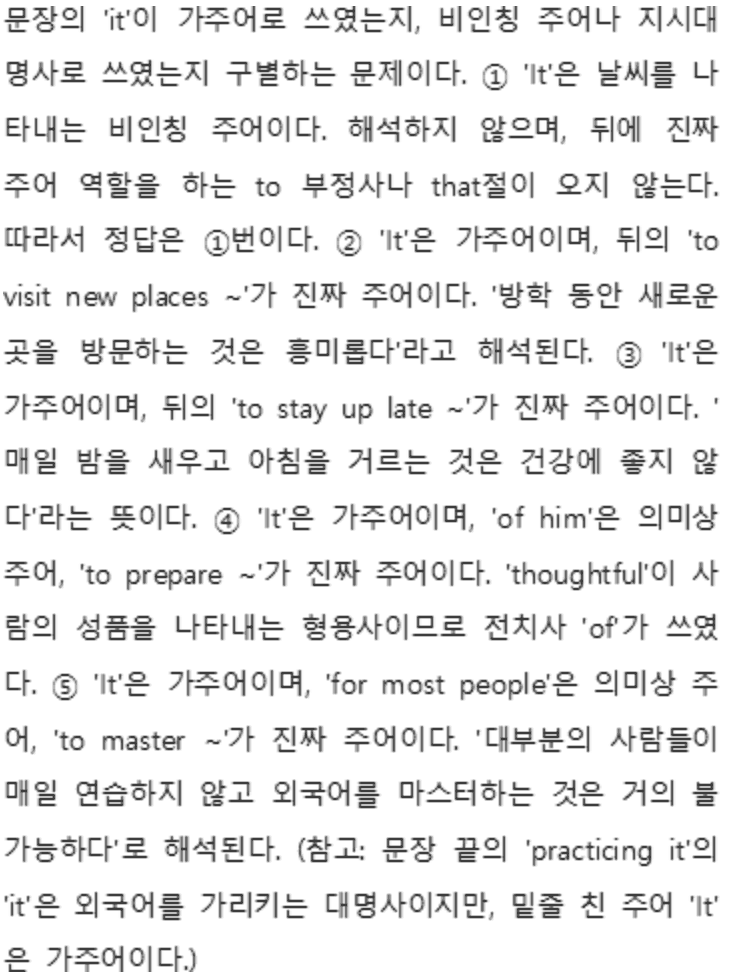 문장의 'it'이 가주어로 쓰였는지, 비인칭 주어나 지시대
명사로 쓰였는지 구별하는 문제이다. ① 'It'은 날씨를 나
타내는 비인칭 주어이다. 해석하지 않으며, 뒤에 진짜
주어 역할을 하는 to 부정사나 that절이 오지 않는다.
따라서 정답은 ①번이다. ② 'It'은 가주어이며, 뒤의 'to
visit new places ~'가 진짜 주어이다. '방학 동안 새로운
곳을 방문하는 것은 흥미롭다'라고 해석된다. ③ 'It'은
가주어이며, 뒤의 'to stay up late ~'가 진짜 주어이다. '
매일 밤을 새우고 아침을 거르는 것은 건강에 좋지 않
다'라는 뜻이다. ④ 'It'은 가주어이며, 'of him'은 의미상
주어, 'to prepare ~'가 진짜 주어이다. 'thoughtful'이 사
람의 성품을 나타내는 형용사이므로 전치사 'of'가 쓰였
다. ⑤ 'It'은 가주어이며, 'for most people'은 의미상 주
어, 'to master ~'가 진짜 주어이다. '대부분의 사람들이
매일 연습하지 않고 외국어를 마스터하는 것은 거의 불
가능하다'로 해석된다. (참고: 문장 끝의 'practicing it'의
'it'은 외국어를 가리키는 대명사이지만, 밑줄 친 주어 'It'
은 가주어이다.)